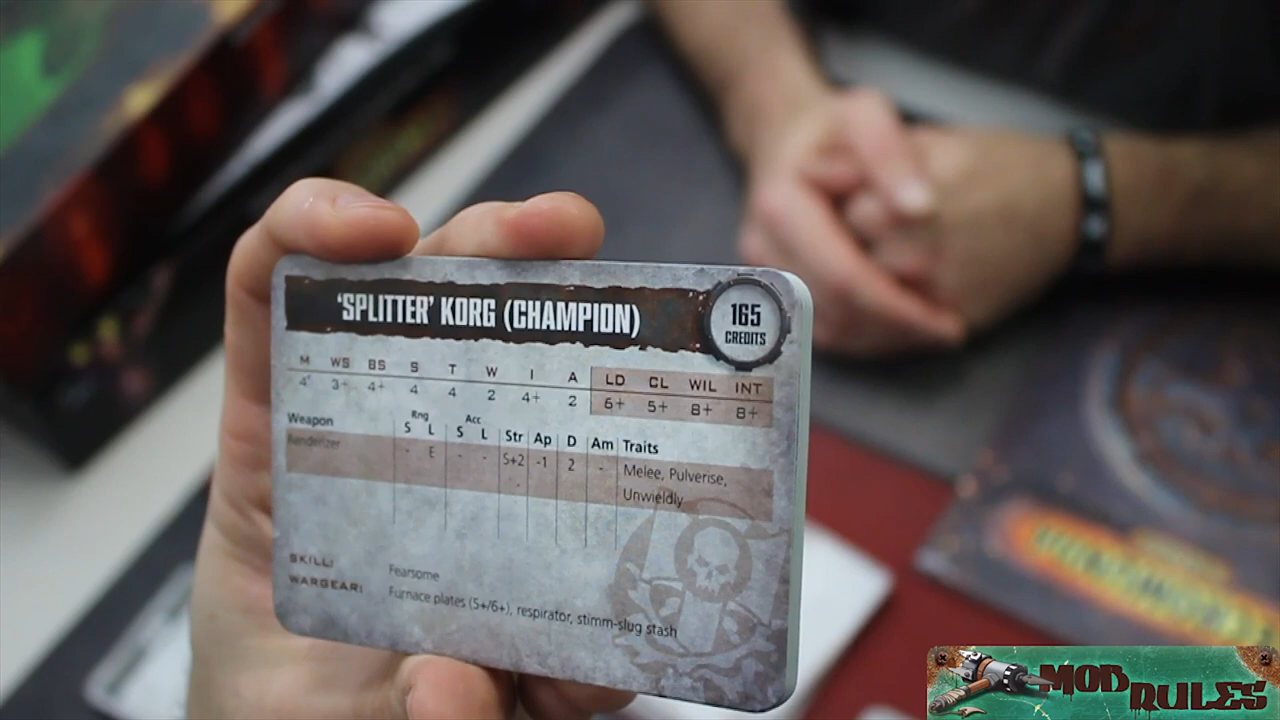 'SPLITTER' KORG (CHAMPION)
165
CREDITS
M WS BS S T W I A LD CL WIL INT
4" 3+ 4+ 4 4 2 4+ 2 6+ 5+ 8+ 8+
Rng Acc
Weapon S L S L Str Ap D Am Traits
Renderizer - E - - S+2 -1 2 - Melee, Pulverise,
Unwieldly
SKILL: Fearsome
WARGEAR: Furnace plates (5+/6+), respirator, stimm-slug stash
MOB RULES